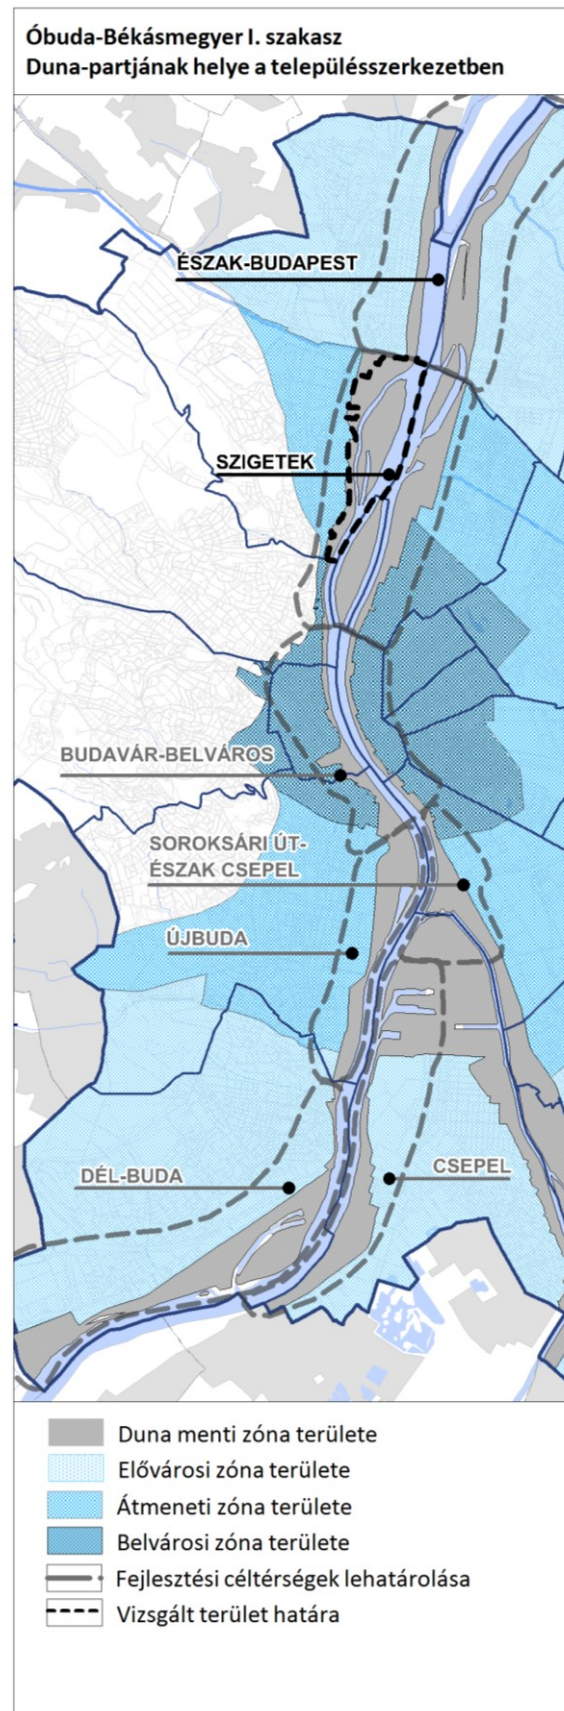 Óbuda-Békásmegyer I. szakasz
Duna-partjának helye a településszerkezetben
ÉSZAK-BUDAPEST
SZIGETEK
BUDAVÁR-BELVÁROS
SOROKSÁRI ÚT-
ÉSZAK CSEPEL
ÚJBUDA
DÉL-BUDA
CSEPEL
Duna menti zóna területe
Elővárosi zóna területe
Átmeneti zóna területe
Belvárosi zóna területe
Fejlesztési céltérségek lehatárolása
Vizsgált terület határa